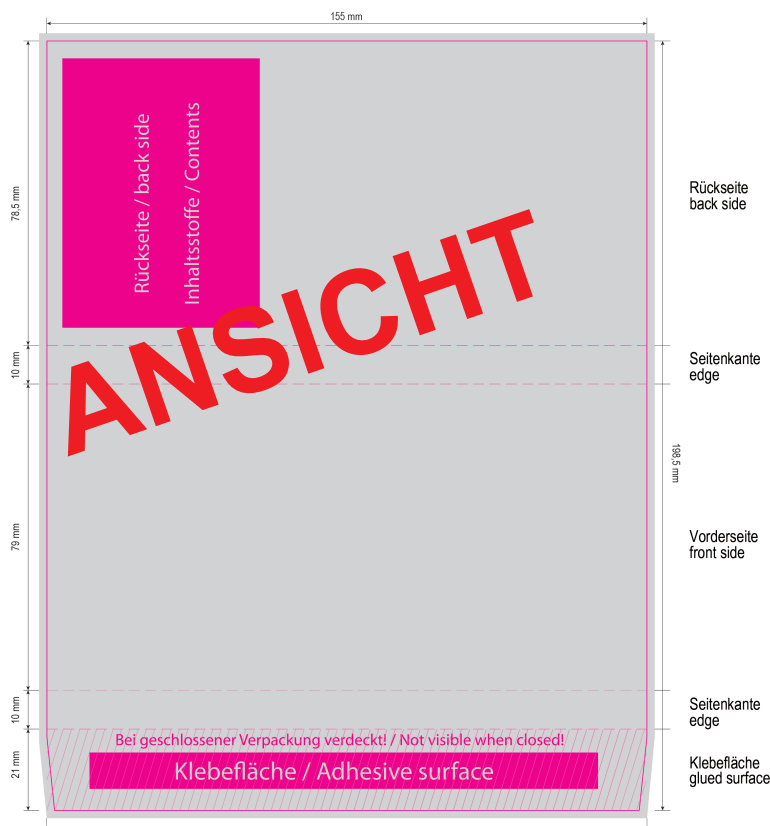 155 mm
Rückseite / back side
Inhaltsstoffe / Contents
78,5 mm
Rückseite
back side
ANSICHT
10 mm
Seitenkante
edge
198,5 mm
79 mm
Vorderseite
front side
10 mm
Seitenkante
edge
Bei geschlossener Verpackung verdeckt! / Not visible when closed!
21 mm
Klebefläche / Adhesive surface
Klebefläche
glued surface